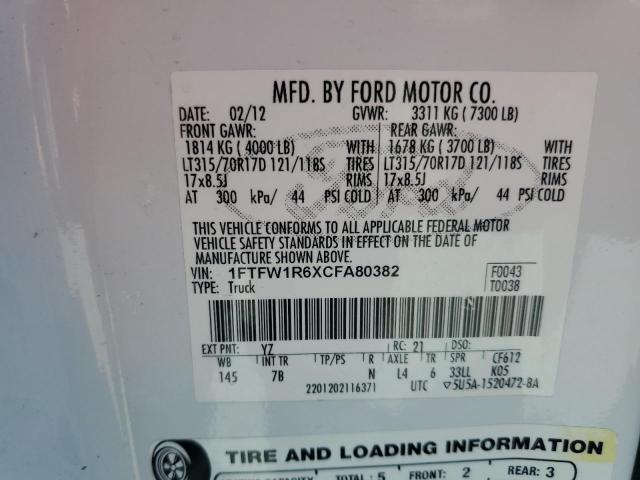 MFD. BY FORD MOTOR CO.
DATE: 02/12 GVWR: 3311 KG ( 7300 LB)
FRONT GAWR: REAR GAWR:
1814 KG ( 4000 LB) WITH 1678 KG ( 3700 LB) WITH
LT315/70R17D 121/118S TIRES LT315/70R17D 121/118S TIRES
17x8.5J RIMS 17x8.5J RIMS
AT 300 kPa/ 44 PSI COLD AT 300 kPa/ 44 PSI COLD
THIS VEHICLE CONFORMS TO ALL APPLICABLE FEDERAL MOTOR
VEHICLE SAFETY STANDARDS IN EFFECT ON THE DATE OF
MANUFACTURE SHOWN ABOVE.
VIN: 1FTFW1R6XCFA80382 F0043
TYPE: Truck T0038
EXT PNT: YZ RC: 21 DSO:
WB INT TR TP/PS R AXLE TR SPR CF612
145 7B N L4 6 33LL K05
2201202116371 UTC ▽5U5A-1520472-BA
TIRE AND LOADING INFORMATION
SEATING CAPACITY TOTAL : 5 FRONT: 2 REAR: 3